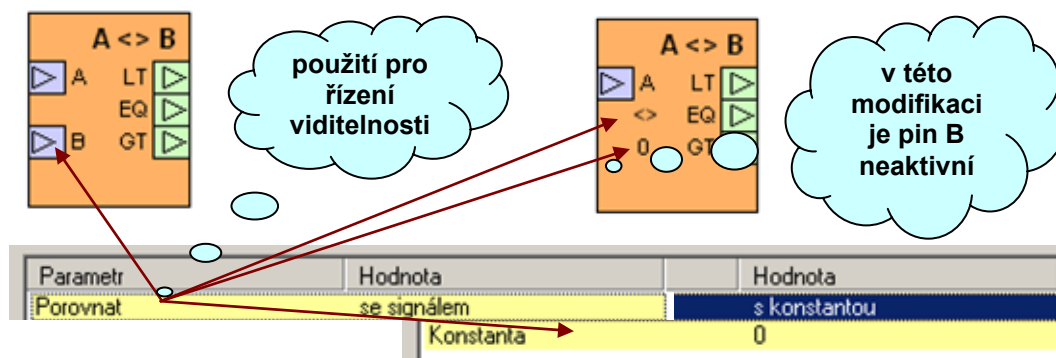 A <> B
A LT
EQ
B GT
použití pro
řízení
viditelnosti
A <> B
A LT
<> EQ
0 GT
v této
modifikaci
je pin B
neaktivní
Parametr Hodnota Hodnota
Porovnat se signálem s konstantou
Konstanta 0